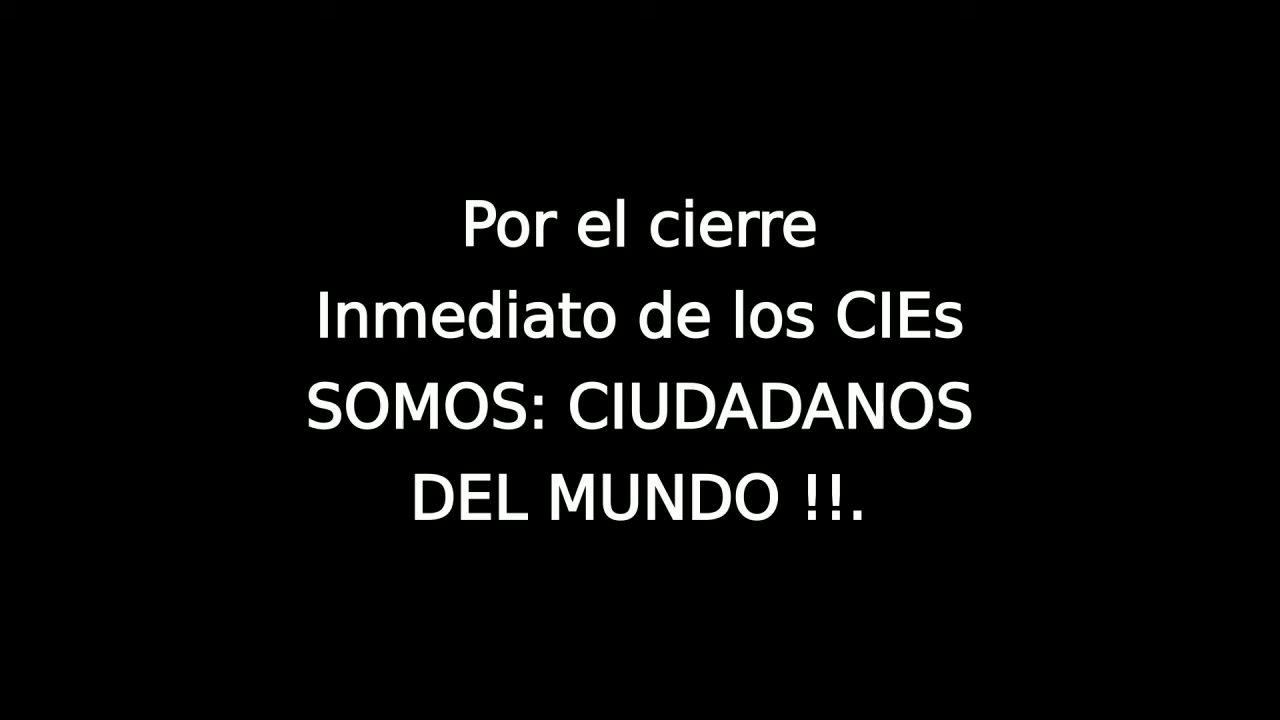 Por el cierre
Inmediato de los CIEs
SOMOS: CIUDADANOS
DEL MUNDO !!.